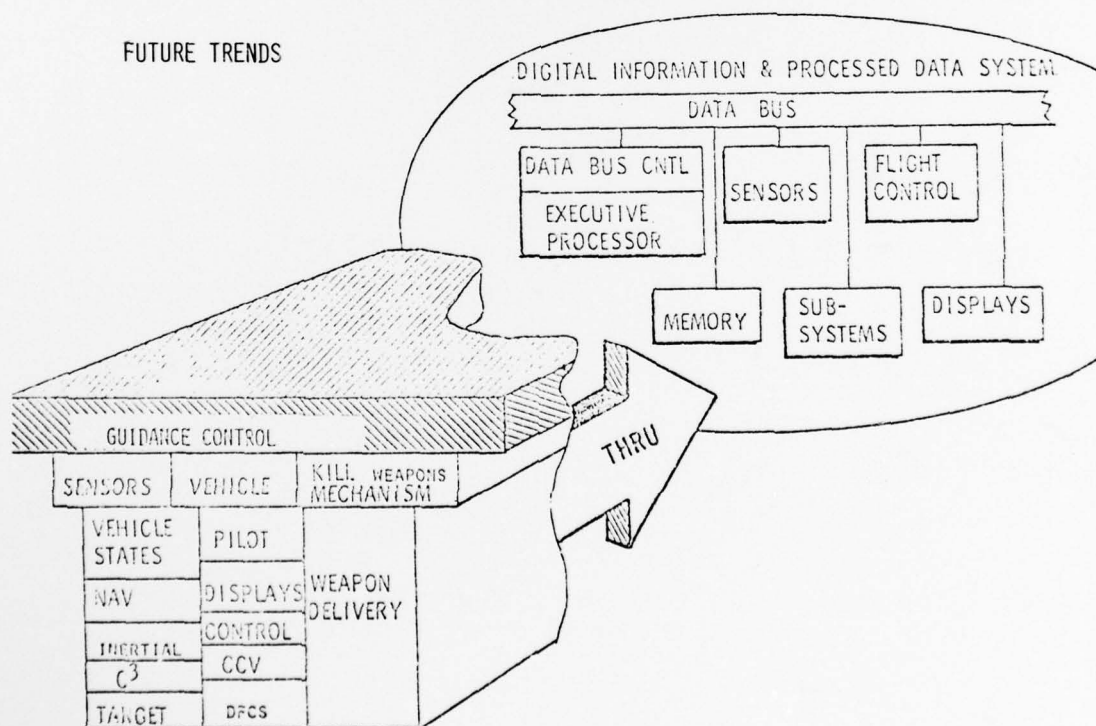 FUTURE TRENDS
DIGITAL INFORMATION & PROCESSED DATA SYSTEM
DATA BUS
DATA BUS CNTL
EXECUTIVE
PROCESSOR
SENSORS
FLIGHT
CONTROL
MEMORY
SUB-
SYSTEMS
DISPLAYS
THRU
GUIDANCE CONTROL
SENSORS
VEHICLE
KILL WEAPONS
MECHANISM
VEHICLE
STATES
NAV
INERTIAL
C³
TARGET
PILOT
DISPLAYS
CONTROL
CCV
DFCS
WEAPON
DELIVERY